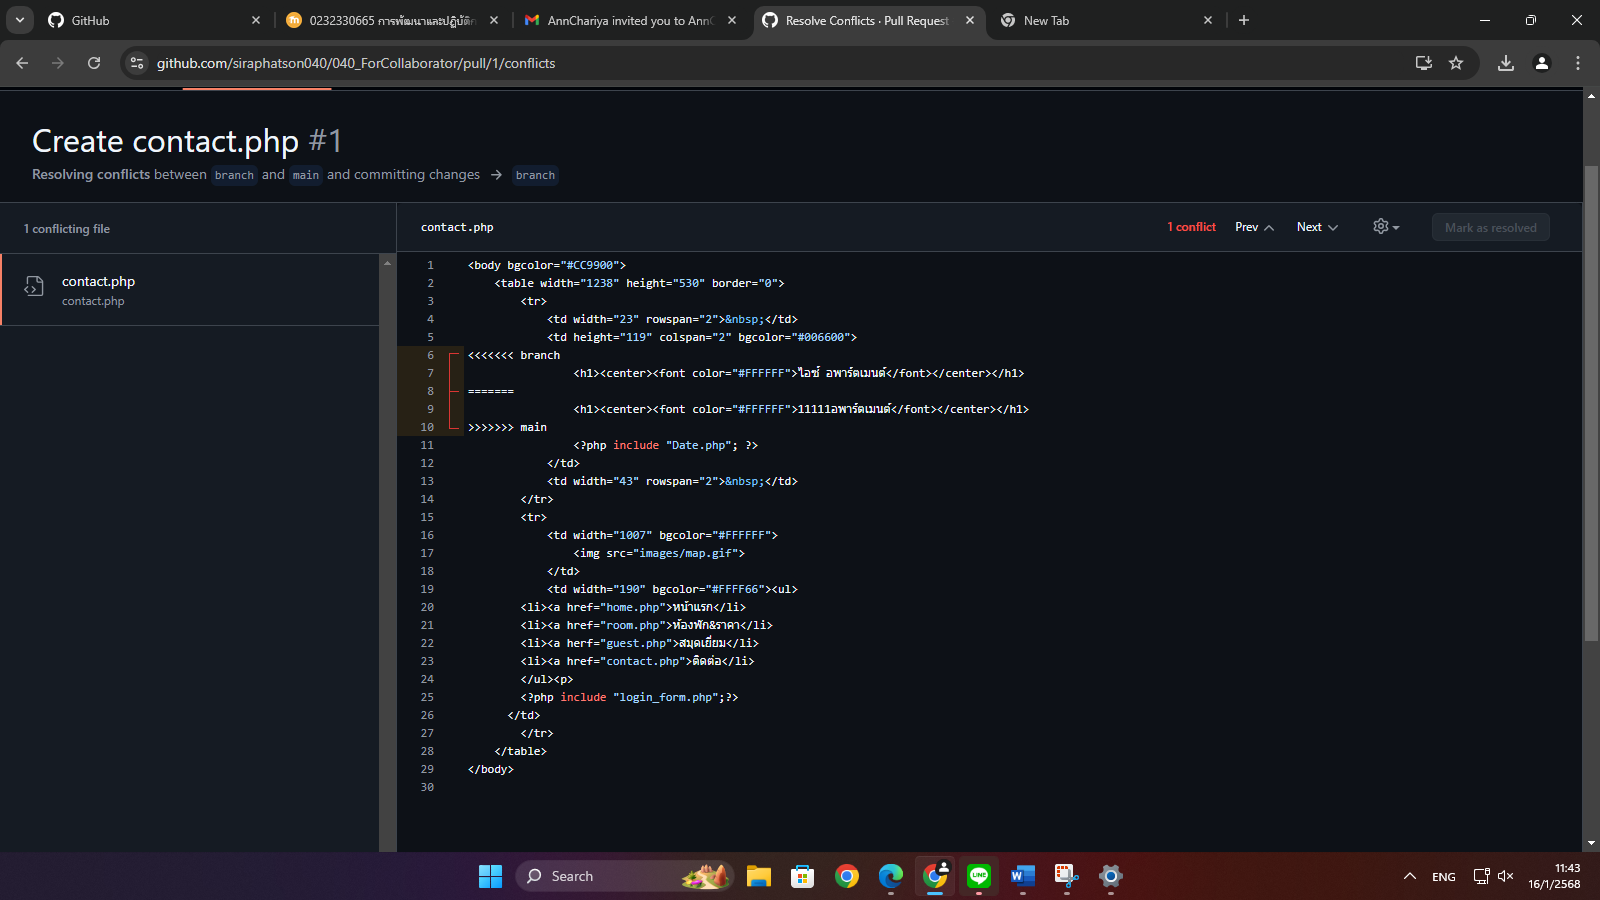 GitHub
0232330665 การพัฒนาและปฏิบัติก
AnnChariya invited you to AnnC
Resolve Conflicts · Pull Request
New Tab
github.com/siraphatson040/040_ForCollaborator/pull/1/conflicts
Create contact.php #1
Resolving conflicts between branch and main and committing changes → branch
1 conflicting file
contact.php
1 conflict
Prev
Next
Mark as resolved
contact.php
contact.php
1 <body bgcolor="#CC9900">
2 <table width="1238" height="530" border="0">
3 <tr>
4 <td width="23" rowspan="2">&nbsp;</td>
5 <td height="119" colspan="2" bgcolor="#006600">
6 <<<<<<< branch
7 <h1><center><font color="#FFFFFF">ไอซ์ อพาร์ตเมนต์</font></center></h1>
8 =======
9 <h1><center><font color="#FFFFFF">11111อพาร์ตเมนต์</font></center></h1>
10 >>>>>>> main
11 <?php include "Date.php"; ?>
12 </td>
13 <td width="43" rowspan="2">&nbsp;</td>
14 </tr>
15 <tr>
16 <td width="1007" bgcolor="#FFFFFF">
17 <img src="images/map.gif">
18 </td>
19 <td width="190" bgcolor="#FFFF66"><ul>
20 <li><a href="home.php">หน้าแรก</li>
21 <li><a href="room.php">ห้องพัก&ราคา</li>
22 <li><a herf="guest.php">สมุดเยี่ยม</li>
23 <li><a href="contact.php">ติดต่อ</li>
24 </ul><p>
25 <?php include "login_form.php";?>
26 </td>
27 </tr>
28 </table>
29 </body>
30
Search
LINE
W
ENG
11:43
16/1/2568